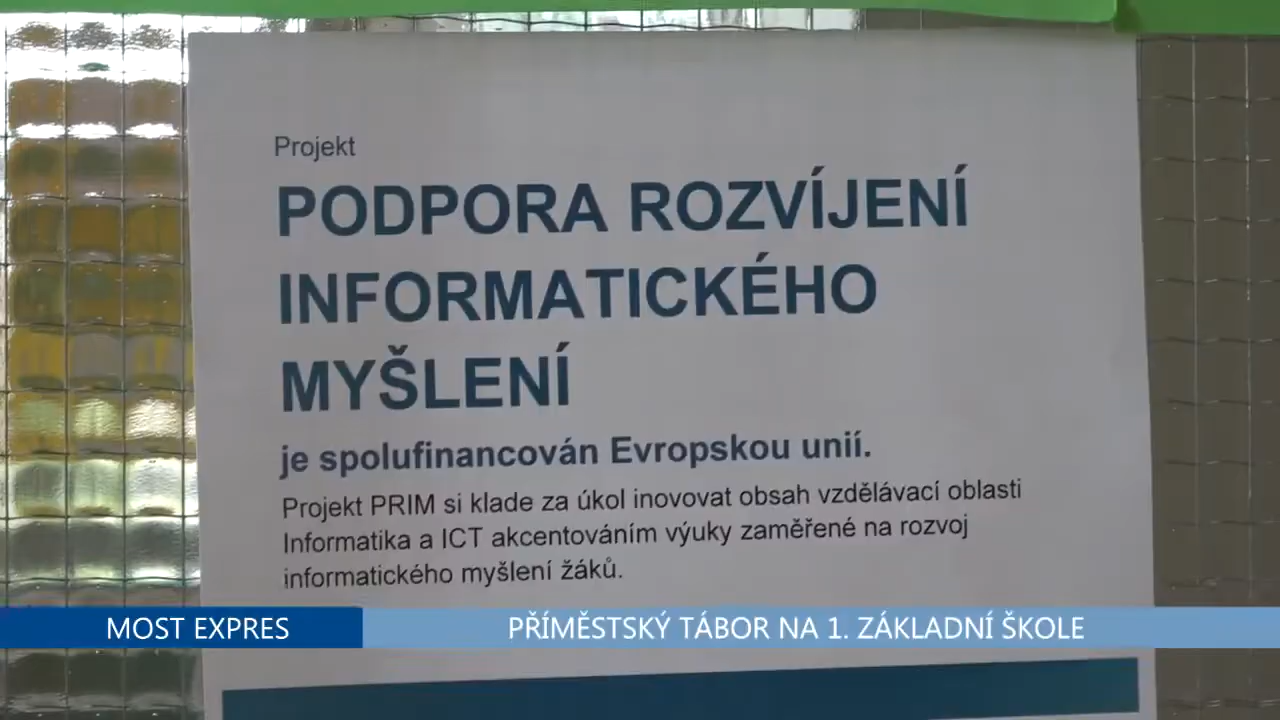 Projekt
PODPORA ROZVÍJENÍ
INFORMATICKÉHO
MYŠLENÍ
je spolufinancován Evropskou unií.
Projekt PRIM si klade za úkol inovovat obsah vzdělávací oblasti
Informatika a ICT akcentováním výuky zaměřené na rozvoj
informatického myšlení žáků.
MOST EXPRES
PŘÍMĚSTSKÝ TÁBOR NA 1. ZÁKLADNÍ ŠKOLE